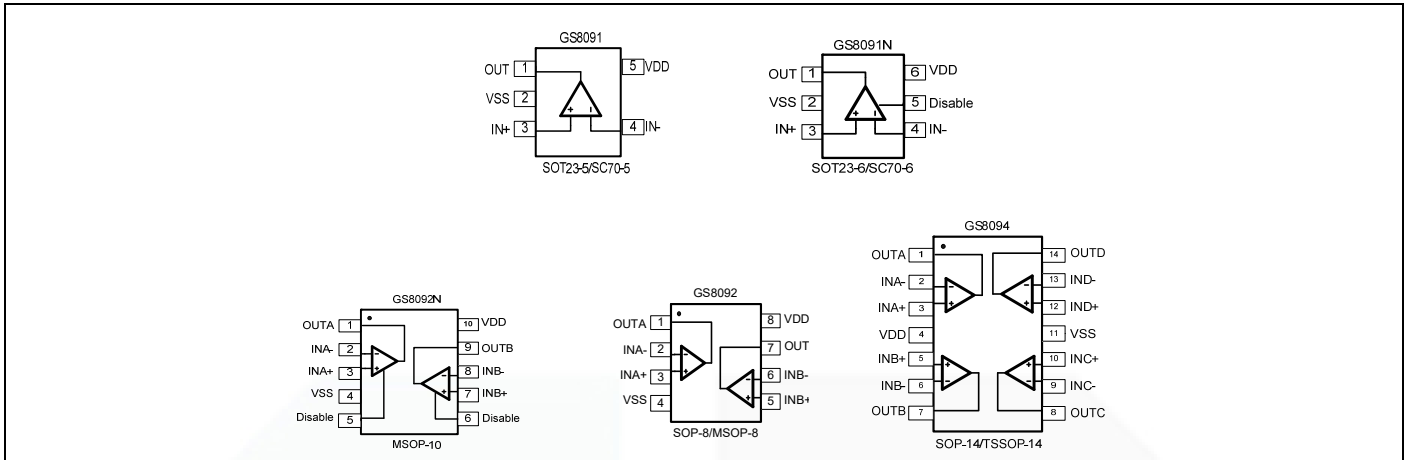 GS8091
OUT 1
5 VDD
VSS 2
IN+ 3
4 IN-
SOT23-5/SC70-5
GS8091N
OUT 1
6 VDD
VSS 2
5 Disable
IN+ 3
4 IN-
+ -
+ -
SOT23-6/SC70-6
GS8092N
OUTA 1
10 VDD
INA- 2
9 OUTB
INA+ 3
8 INB-
VSS 4
7 INB+
Disable 5
6 Disable
- +
- +
MSOP-10
GS8092
OUTA 1
8 VDD
INA- 2
7 OUT
INA+ 3
6 INB-
VSS 4
5 INB+
- +
- +
SOP-8/MSOP-8
GS8094
OUTA 1
14 OUTD
INA- 2
13 IND-
INA+ 3
12 IND+
VDD 4
11 VSS
INB+ 5
10 INC+
INB- 6
9 INC-
OUTB 7
8 OUTC
- +
- +
+ -
+ -
SOP-14/TSSOP-14